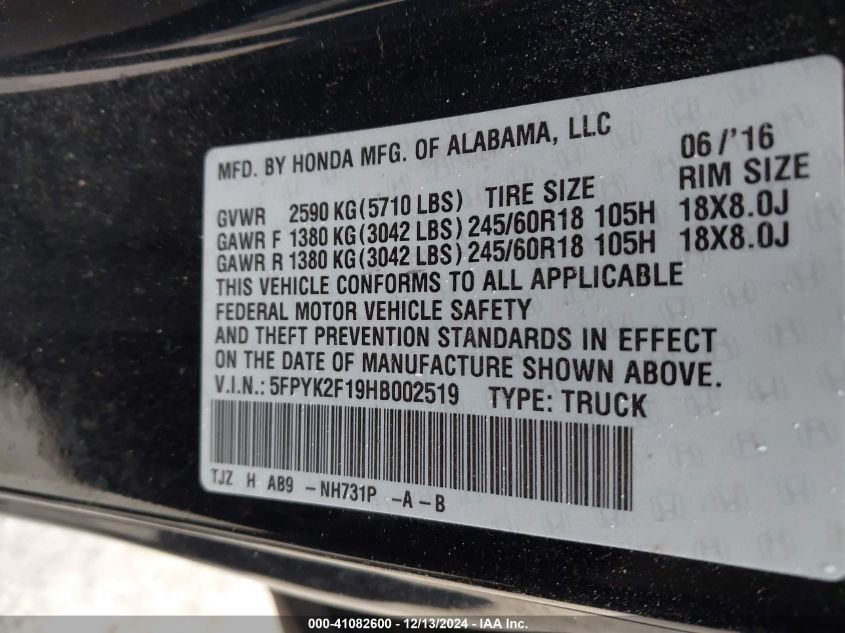 MFD. BY HONDA MFG. OF ALABAMA, LLC 06/'16
GVWR 2590 KG(5710 LBS) TIRE SIZE RIM SIZE
GAWR F 1380 KG(3042 LBS) 245/60R18 105H 18X8.0J
GAWR R 1380 KG(3042 LBS) 245/60R18 105H 18X8.0J
THIS VEHICLE CONFORMS TO ALL APPLICABLE
FEDERAL MOTOR VEHICLE SAFETY
AND THEFT PREVENTION STANDARDS IN EFFECT
ON THE DATE OF MANUFACTURE SHOWN ABOVE.
V.I.N.: 5FPYK2F19HB002519 TYPE: TRUCK
TJZ H AB9 -NH731P -A-B
000-41082600 - 12/13/2024 - IAA Inc.